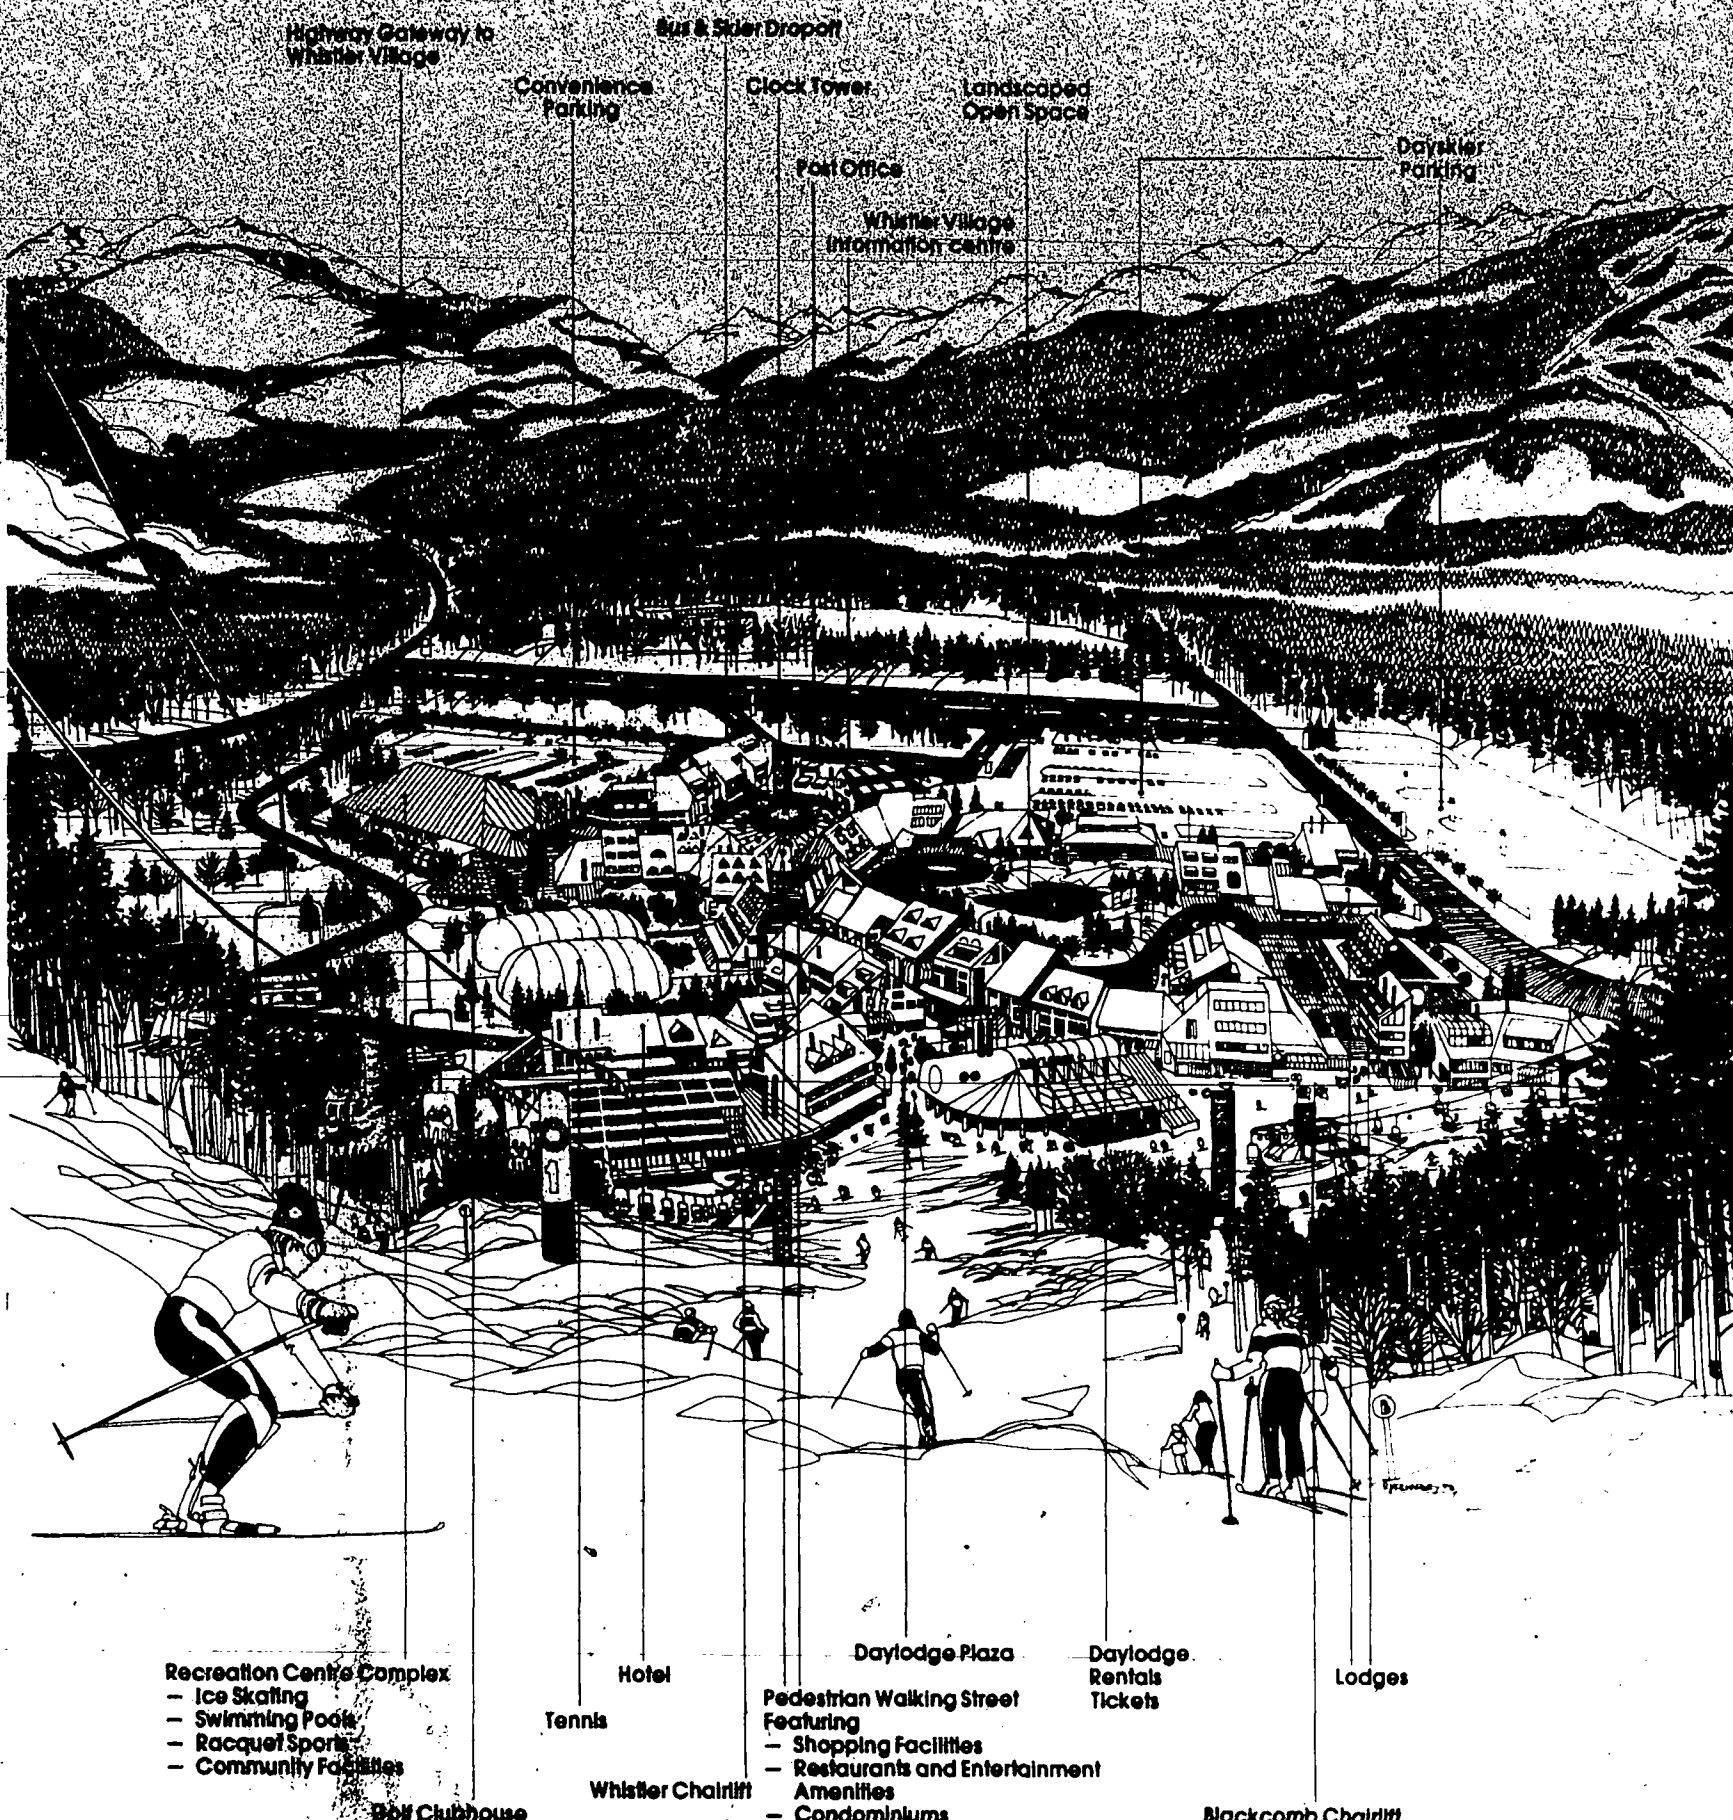 Highway Gateway to
Whistler Village
Bus & Skier Dropoff
Convenience
Parking
Clock Tower
Landscaped
Open Space
Dayskier
Parking
Post Office
Whistler Village
Information centre
1
Recreation Centre Complex
– Ice Skating
– Swimming Pools
– Racquet Sports
– Community Facilities
Golf Clubhouse
Tennis
Hotel
Whistler Chairlift
Daylodge Plaza
Pedestrian Walking Street
Featuring
– Shopping Facilities
– Restaurants and Entertainment
Amenities
– Condominiums
Daylodge
Rentals
Tickets
Lodges
Blackcomb Chairlift